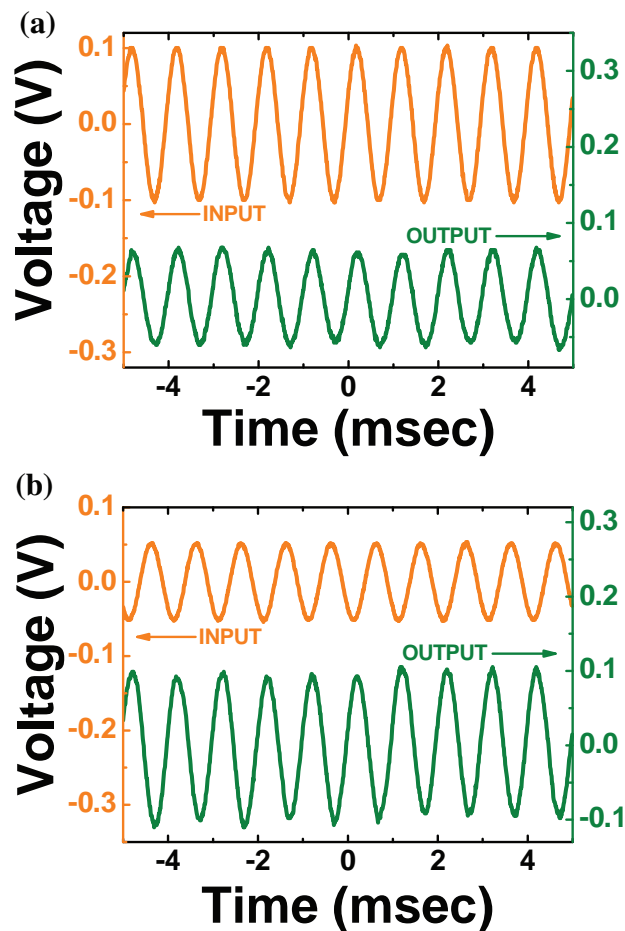 (a)
Voltage (V)
0.1
0.0
-0.1
-0.2
-0.3
0.3
0.2
0.1
0.0
INPUT
OUTPUT
-4 -2 0 2 4
Time (msec)
(b)
Voltage (V)
0.1
0.0
-0.1
-0.2
-0.3
0.3
0.2
0.1
0.0
-0.1
INPUT
OUTPUT
-4 -2 0 2 4
Time (msec)